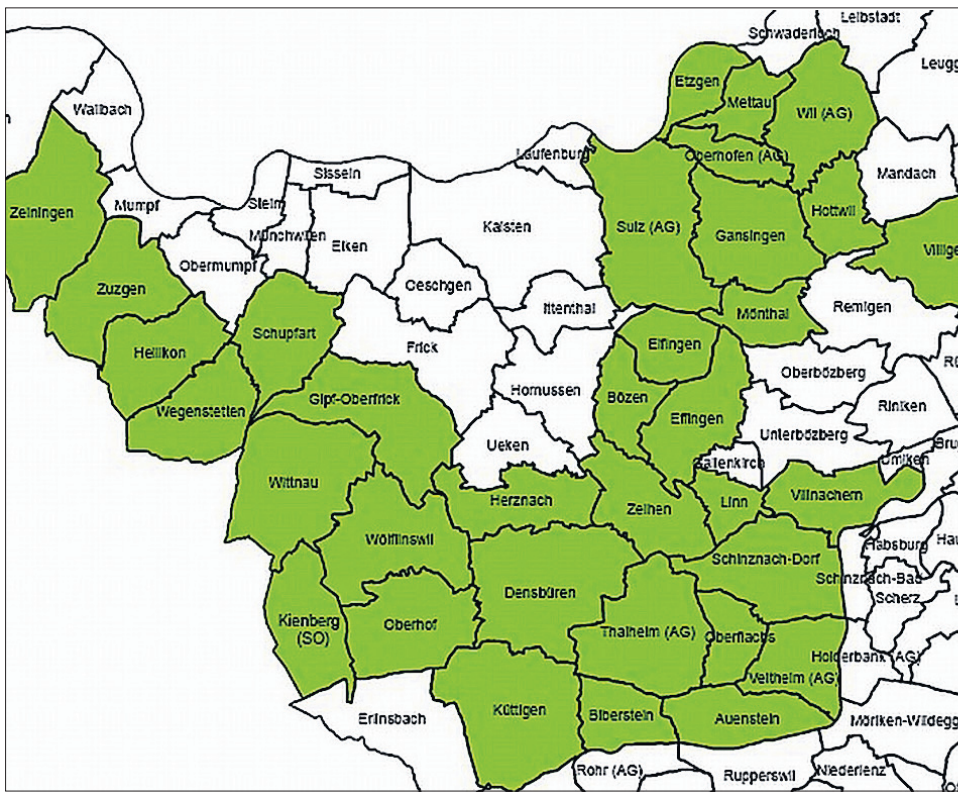 Leibstadt
Schwaderloch
Leugg
Etzgen
Mettau
Wil (AG)
Wallbach
Laufenburg
Oberhofen (AG)
Mandach
Sisseln
Zeiningen
Mumpf
Stein
Münchwilen
Eiken
Kaisten
Sulz (AG)
Gansingen
Hottwil
Villige
Obermumpf
Zuzgen
Oeschgen
Ittenthal
Mönthal
Remigen
Schupfart
Frick
Elfingen
Hellikon
Oberbözberg
Rü
Wegenstetten
Gipf-Oberfrick
Hornussen
Bözen
Effingen
Riniken
Ueken
Unterbözberg
Brug
Gallenkirch
Umiken
Wittnau
Herznach
Zeihen
Linn
Villnachern
Wölflinswil
Schinznach-Dorf
Habsburg
Hau
Densbüren
Schinznach-Bad
Scherz
Kienberg
(SO)
Oberhof
Thalheim (AG)
Oberflachs
Holderbank (AG)
Veltheim (AG)
Erlinsbach
Küttigen
Biberstein
Auenstein
Möriken-Wildegg
Rohr (AG)
Rupperswil
Niederlenz